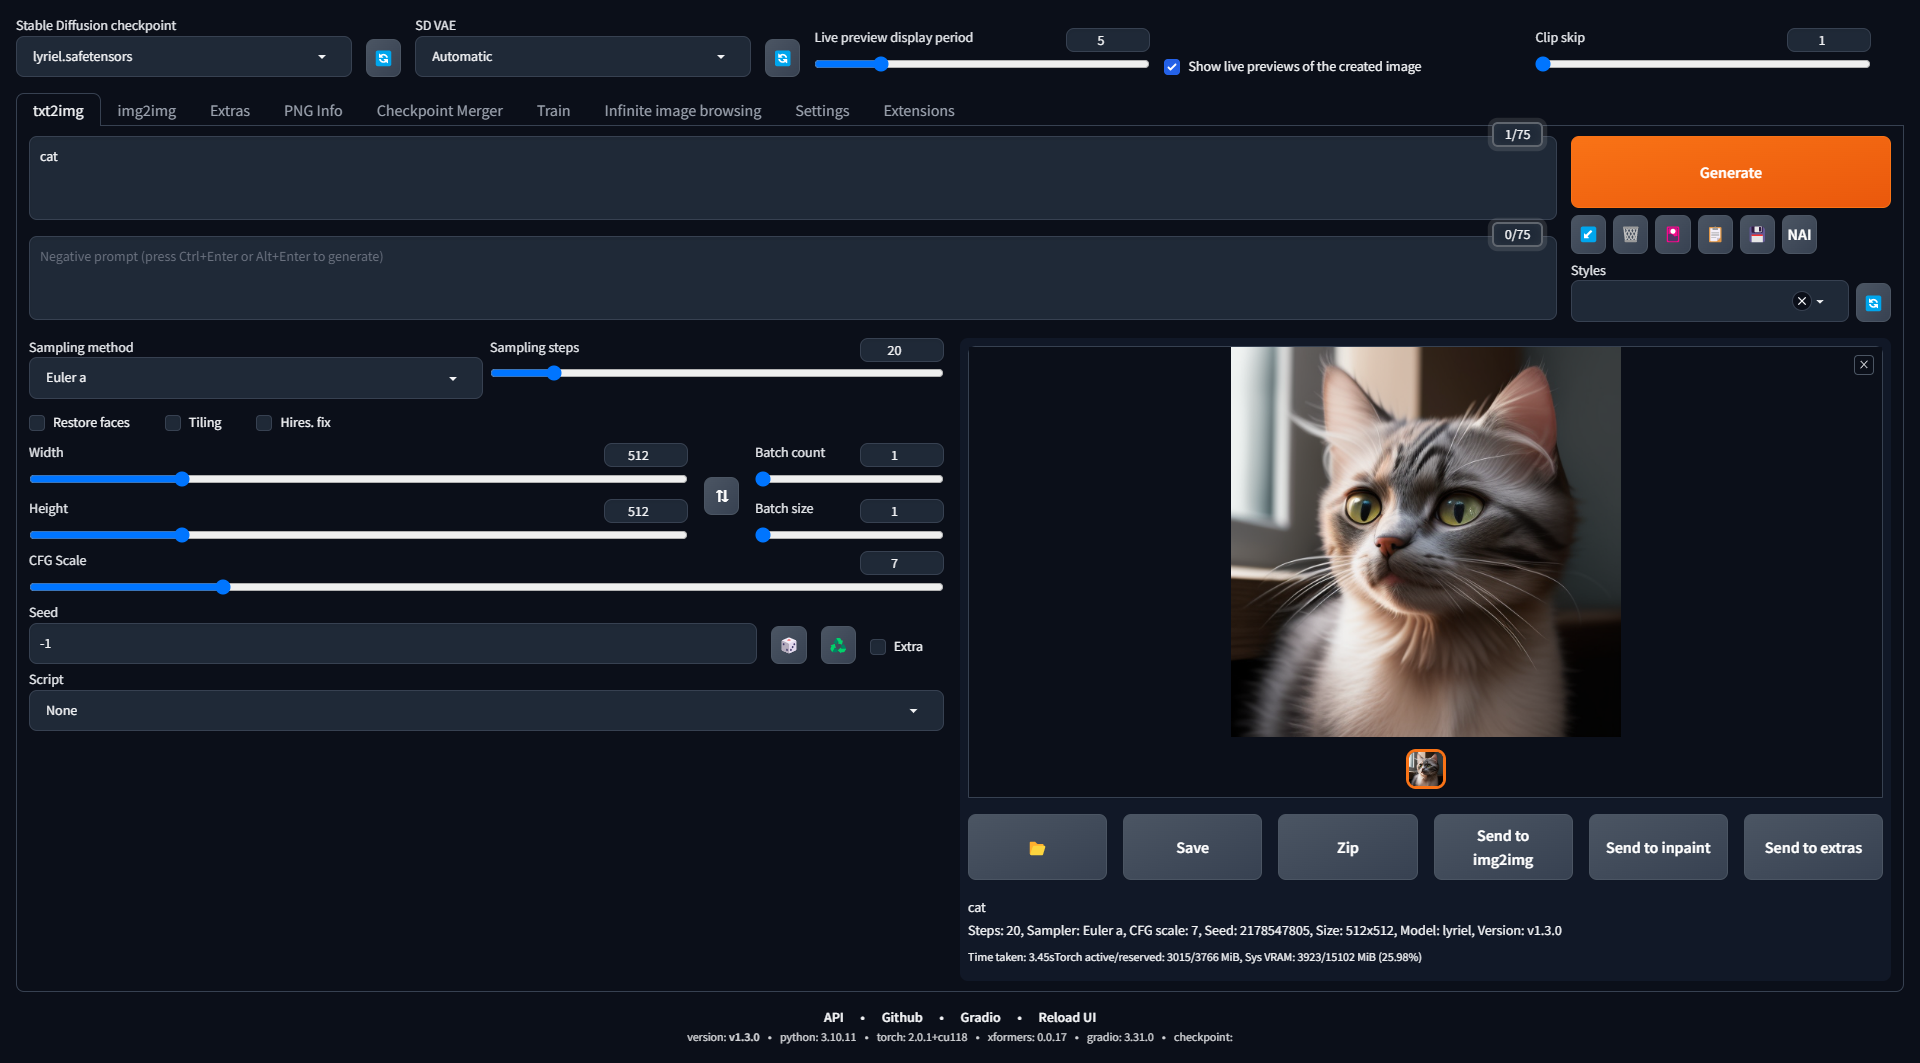 Stable Diffusion checkpoint
lyriel.safetensors
SD VAE
Automatic
Live preview display period
5
Show live previews of the created image
Clip skip
1
txt2img
img2img
Extras
PNG Info
Checkpoint Merger
Train
Infinite image browsing
Settings
Extensions
1/75
cat
Generate
0/75
Negative prompt (press Ctrl+Enter or Alt+Enter to generate)
NAI
Styles
Sampling method
Euler a
Sampling steps
20
Restore faces
Tiling
Hires. fix
Width
512
Batch count
1
Height
512
Batch size
1
CFG Scale
7
Seed
-1
Extra
Script
None
Save
Zip
Send to
img2img
Send to inpaint
Send to extras
cat
Steps: 20, Sampler: Euler a, CFG scale: 7, Seed: 2178547805, Size: 512x512, Model: lyriel, Version: v1.3.0
Time taken: 3.45sTorch active/reserved: 3015/3766 MiB, Sys VRAM: 3923/15102 MiB (25.98%)
API • Github • Gradio • Reload UI
version: v1.3.0 • python: 3.10.11 • torch: 2.0.1+cu118 • xformers: 0.0.17 • gradio: 3.31.0 • checkpoint: